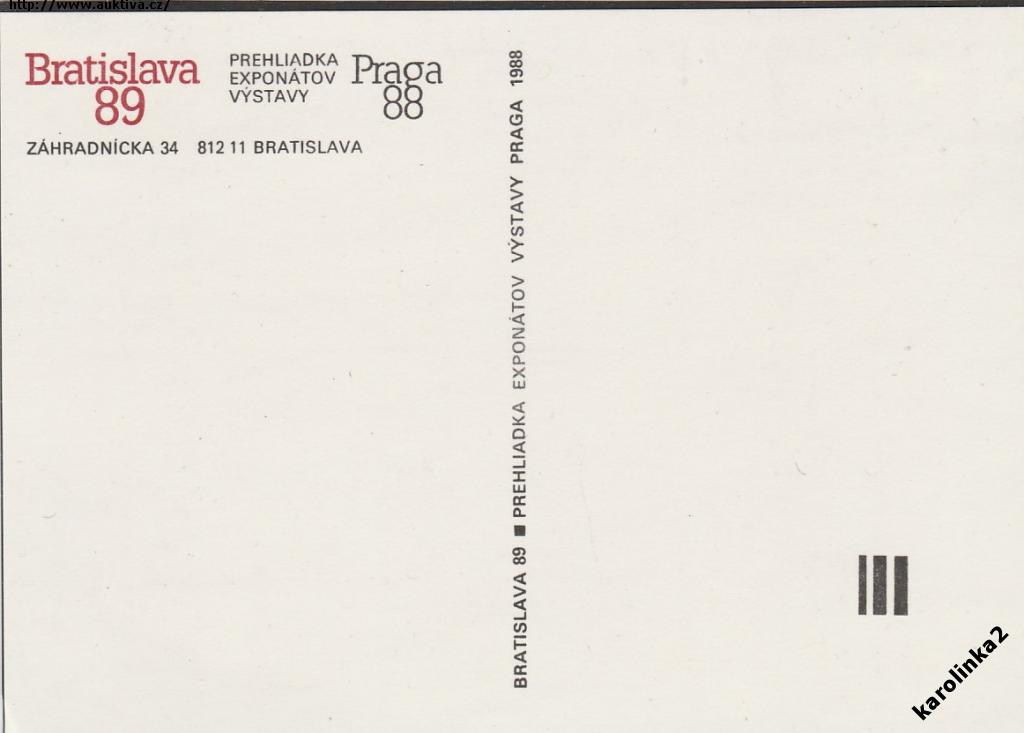 http://www.auktiva.cz/
Bratislava
89
PREHLIADKA
EXPONÁTOV
VÝSTAVY
Praga
88
ZÁHRADNÍCKA 34 812 11 BRATISLAVA
BRATISLAVA 89 ■ PREHLIADKA EXPONÁTOV VÝSTAVY PRAGA 1988
karolinka2